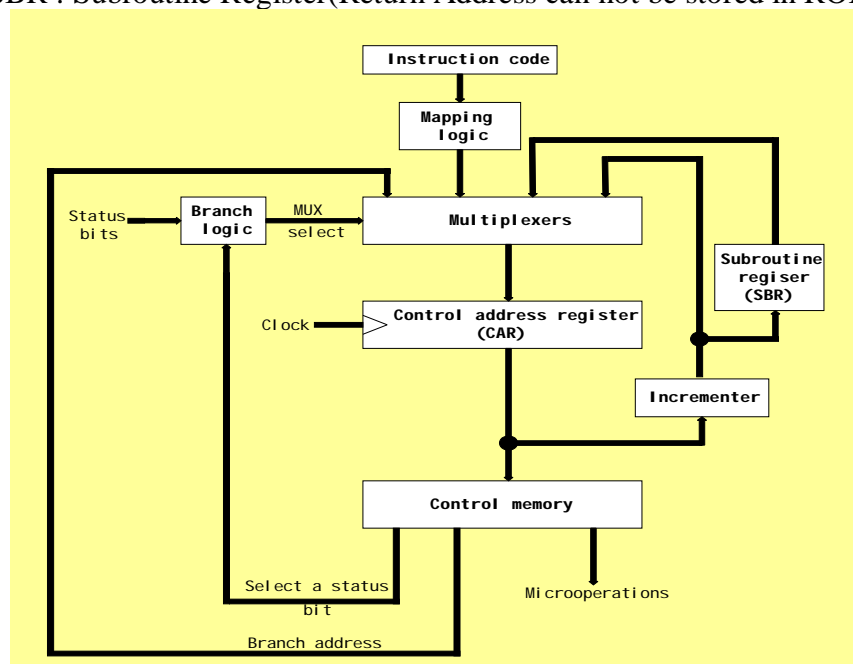 SBR : Subroutine Register(Return Address can not be stored in ROM
Instruction code
Mapping
logic
Status
bits
Branch
logic
MUX
select
Multiplexers
Subroutine
regiser
(SBR)
Clock
Control address register
(CAR)
Incrementer
Control memory
Select a status
bit
Microoperations
Branch address